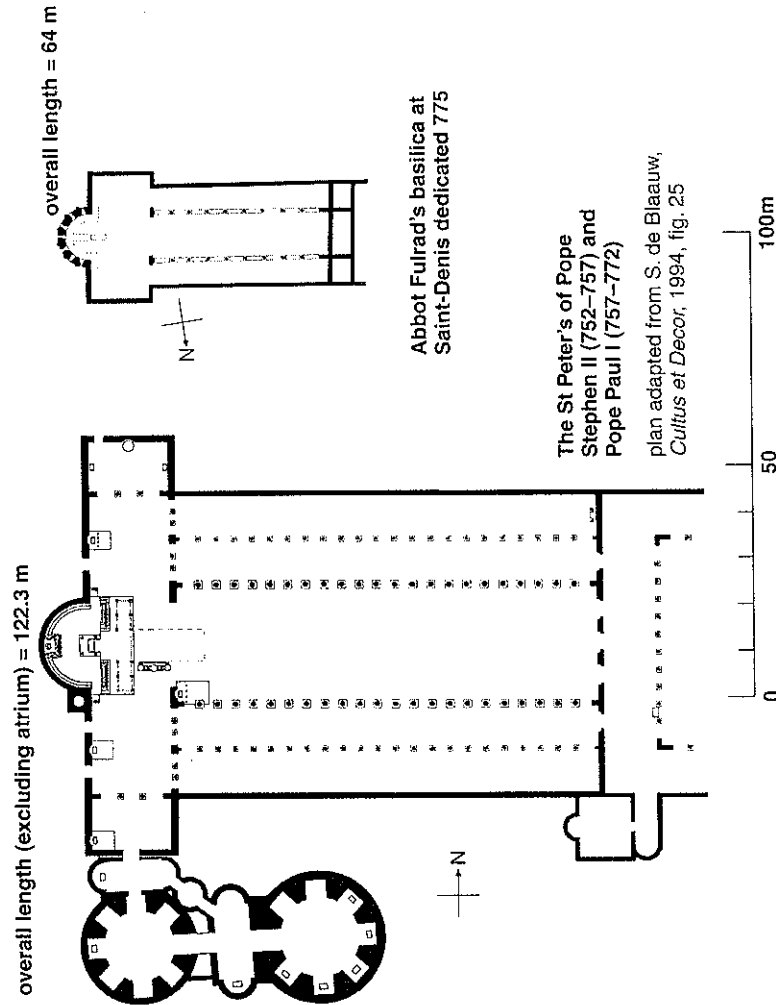 overall length (excluding atrium) = 122.3 m
overall length = 64 m
N
Abbot Fulrad's basilica at
Saint-Denis dedicated 775
N
The St Peter's of Pope
Stephen II (752–757) and
Pope Paul I (757–772)
plan adapted from S. de Blaauw,
Cultus et Decor, 1994, fig. 25
0
50
100m